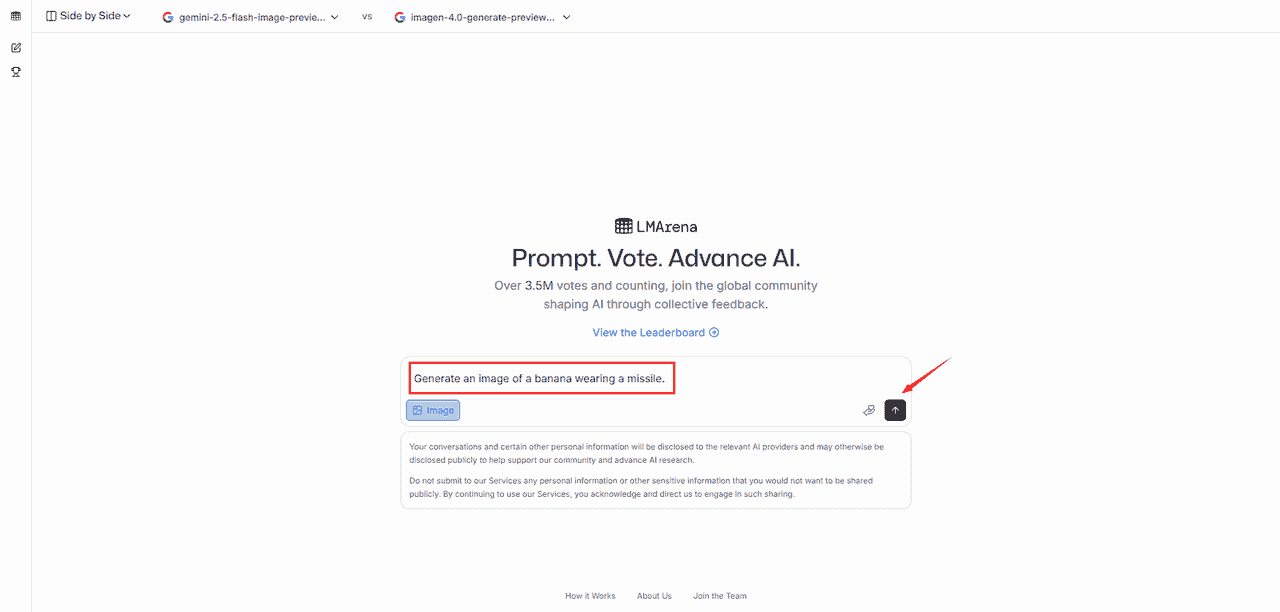 Side by Side
gemini-2.5-flash-image-previe...
vs
imagen-4.0-generate-preview...
LMArena
Prompt. Vote. Advance AI.
Over 3.5M votes and counting, join the global community
shaping AI through collective feedback.
View the Leaderboard
Generate an image of a banana wearing a missile.
Image
Your conversations and certain other personal information will be disclosed to the relevant AI providers and may otherwise be
disclosed publicly to help support our community and advance AI research.
Do not submit to our Services any personal information or other sensitive information that you would not want to be shared
publicly. By continuing to use our Services, you acknowledge and direct us to engage in such sharing.
How it Works
About Us
Join the Team